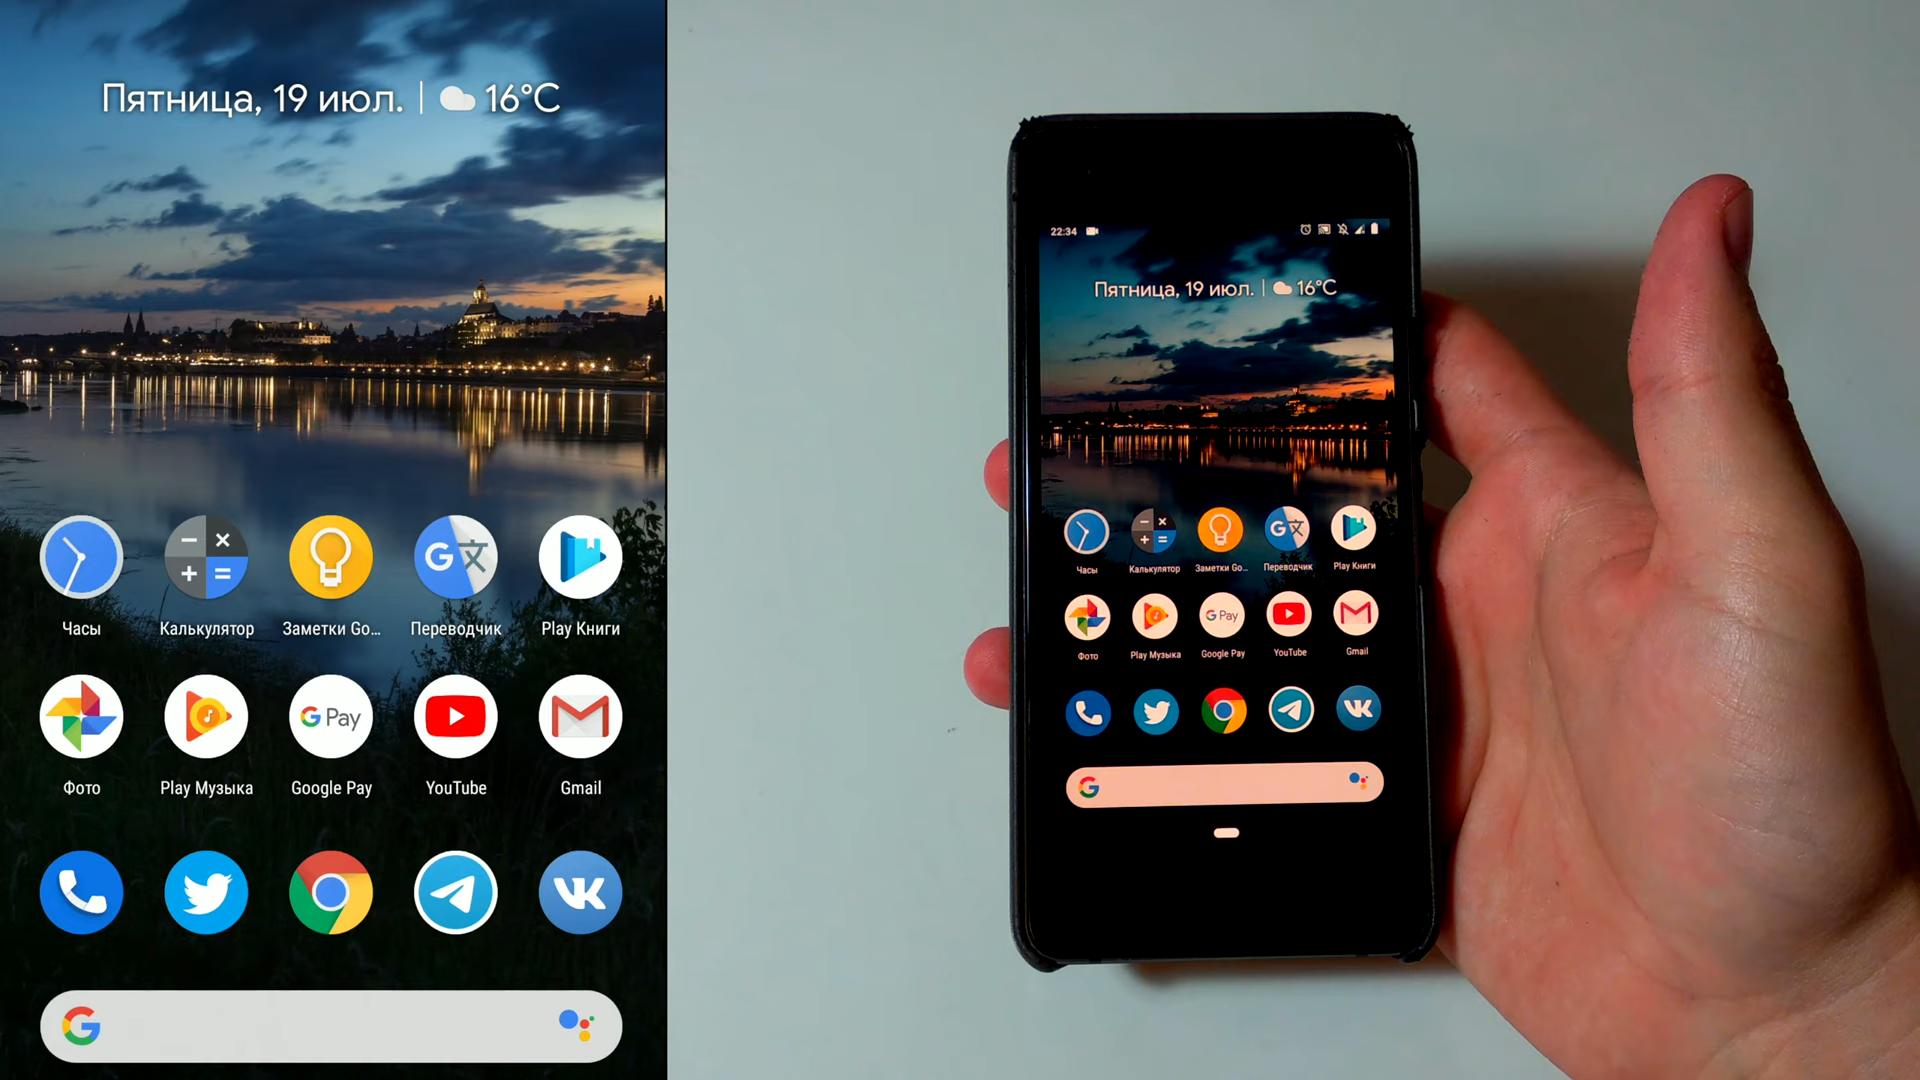 Пятница, 19 июл. | 16°C
Часы Калькулятор Заметки Go... Переводчик Play Книги
G Pay
Фото Play Музыка Google Pay YouTube Gmail
22:34
Пятница, 19 июл. | 16°C
Часы Калькулятор Заметки Go... Переводчик Play Книги
G Pay
Фото Play Музыка Google Pay YouTube Gmail